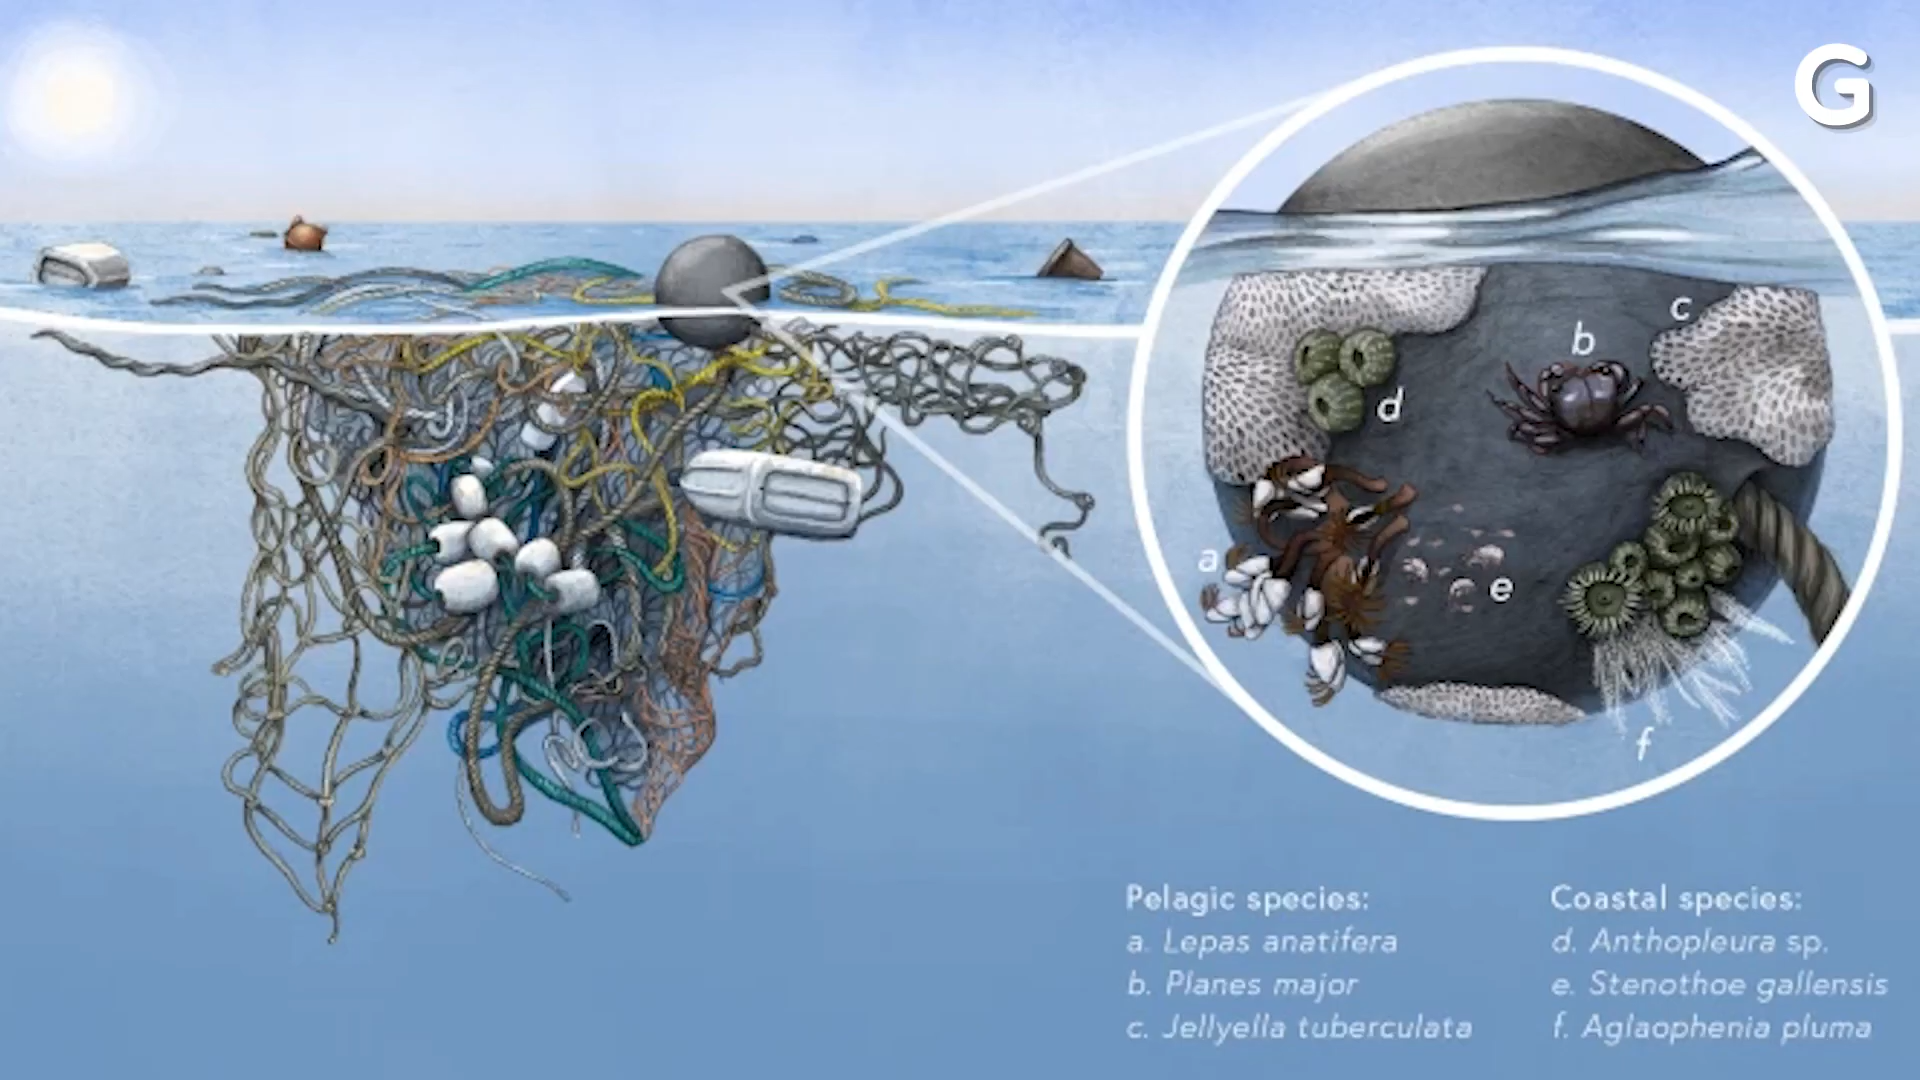 G
c
b
d
a
e
f
Pelagic species:
a. Lepas anatifera
b. Planes major
c. Jellyella tuberculata
Coastal species:
d. Anthopleura sp.
e. Stenothoe gallensis
f. Aglaophenia pluma